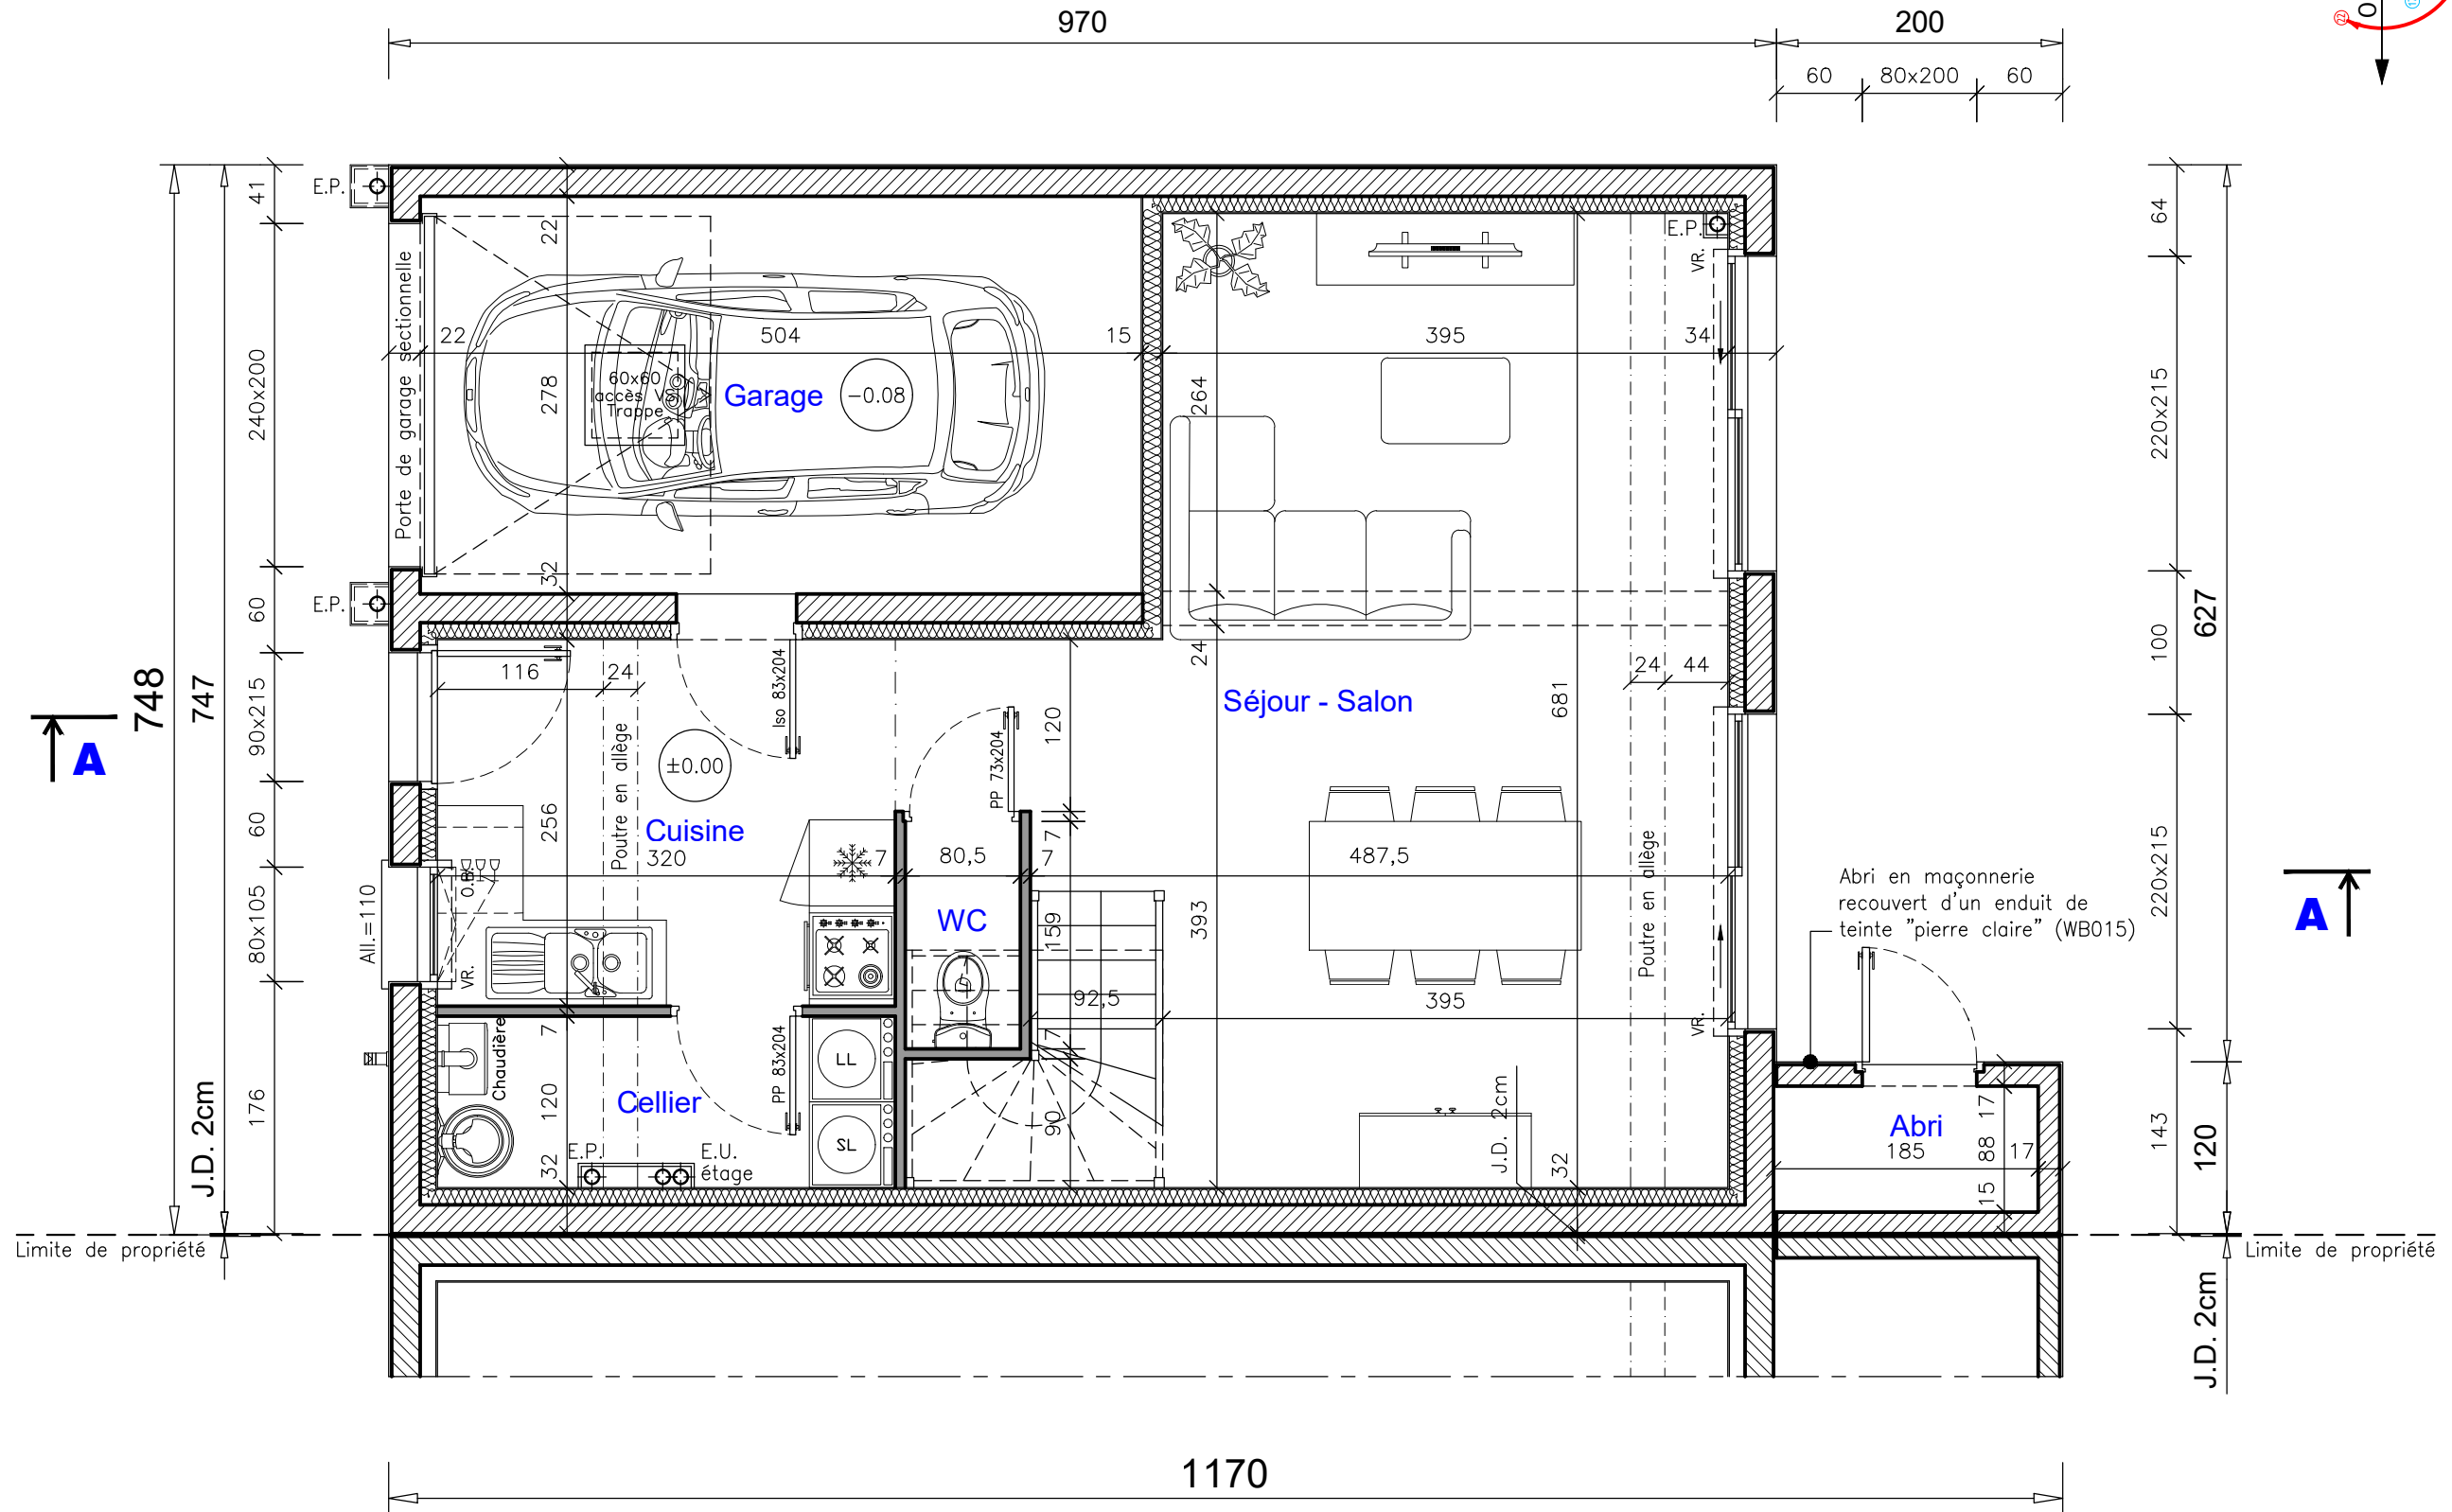 970
200
0
22
60
80x200
60
41
E.P.
22
E.P.
VR.
64
Porte de garage sectionnelle
22
504
15
395
34
240x200
278
60x60
accès VS
Trappe
Garage
-0.08
264
220x215
32
60
E.P.
24
100
627
116
24
Iso 83x204
24
44
748
747
Séjour - Salon
681
120
A
90x215
Poutre en allège
±0.00
PP 73x204
60
256
Cuisine
320
7
80,5
7
7
487,5
Poutre en allège
220x215
Abri en maçonnerie
recouvert d'un enduit de
teinte "pierre claire" (WB015)
A
All.=110
80x105
O.B.
VR.
WC
159
393
92,5
395
VR.
Chaudière
7
PP 83x204
LL
7
J.D. 2cm
176
120
Cellier
SL
90
J.D. 2cm
Abri
17
185
88
17
143
120
E.P.
E.U.
étage
32
32
15
Limite de propriété
Limite de propriété
J.D. 2cm
1170